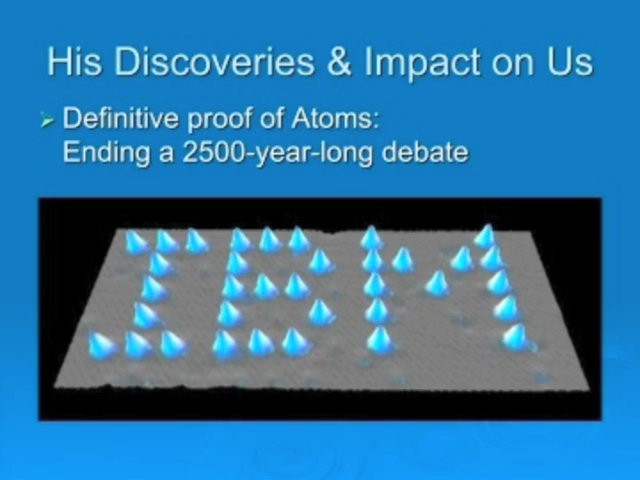 His Discoveries & Impact on Us
Definitive proof of Atoms:
Ending a 2500-year-long debate
IBM